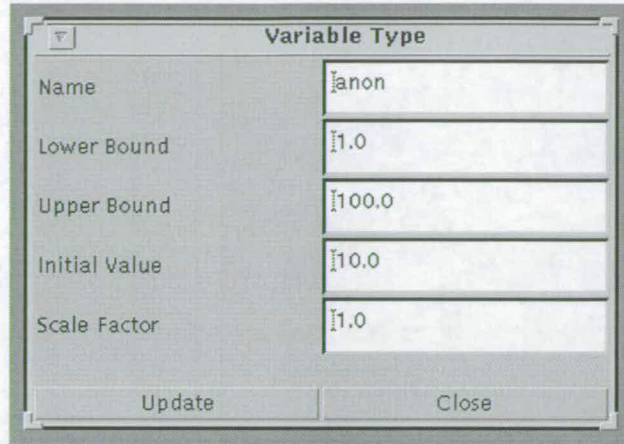 Variable Type
Name anon
Lower Bound 1.0
Upper Bound 100.0
Initial Value 10.0
Scale Factor 1.0
Update Close